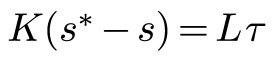 K(s* − s) = Lτ